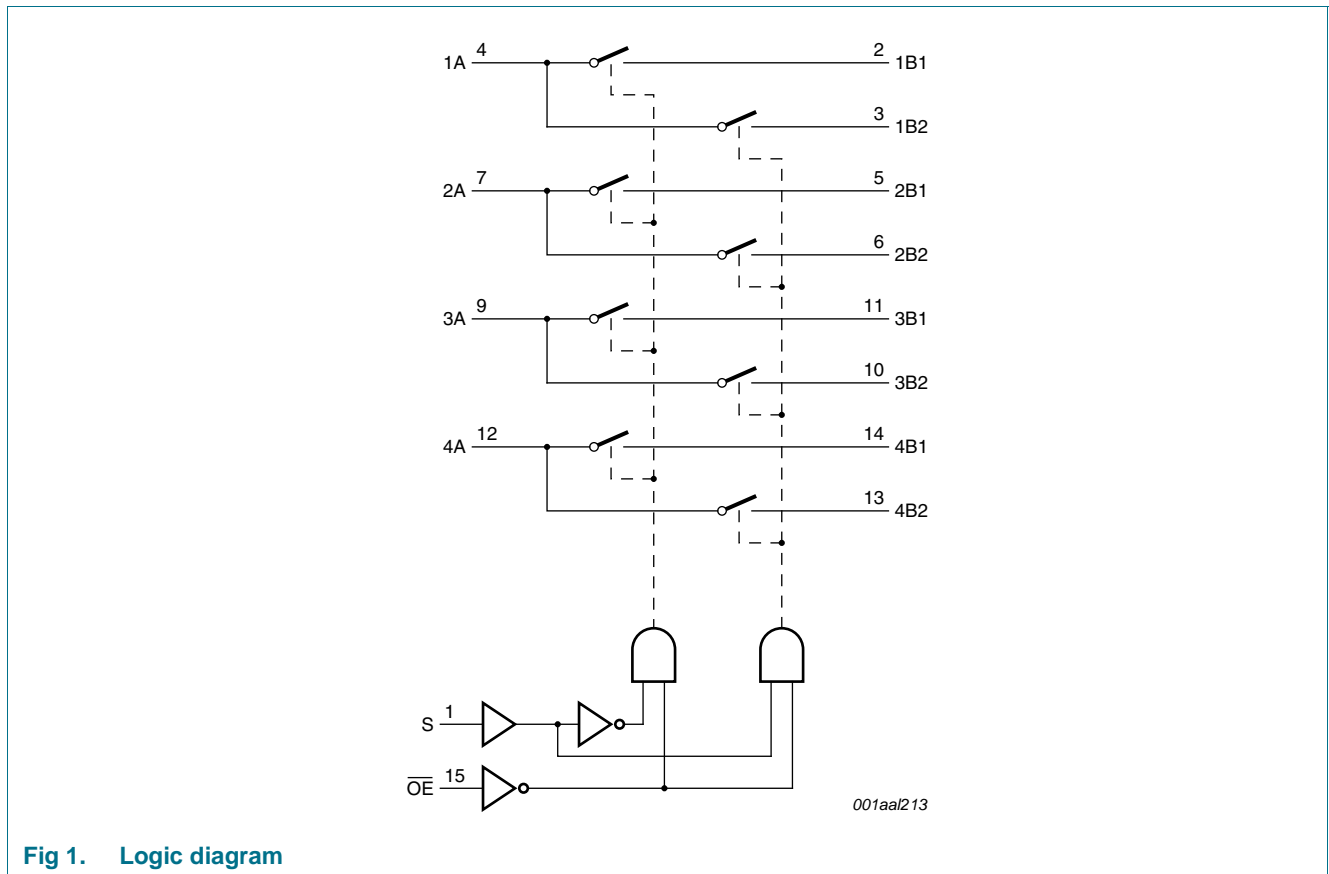 1A 4 2 1B1
3 1B2
2A 7 5 2B1
6 2B2
3A 9 11 3B1
10 3B2
4A 12 14 4B1
13 4B2
S 1
O̅E̅ 15
001aal213
Fig 1. Logic diagram